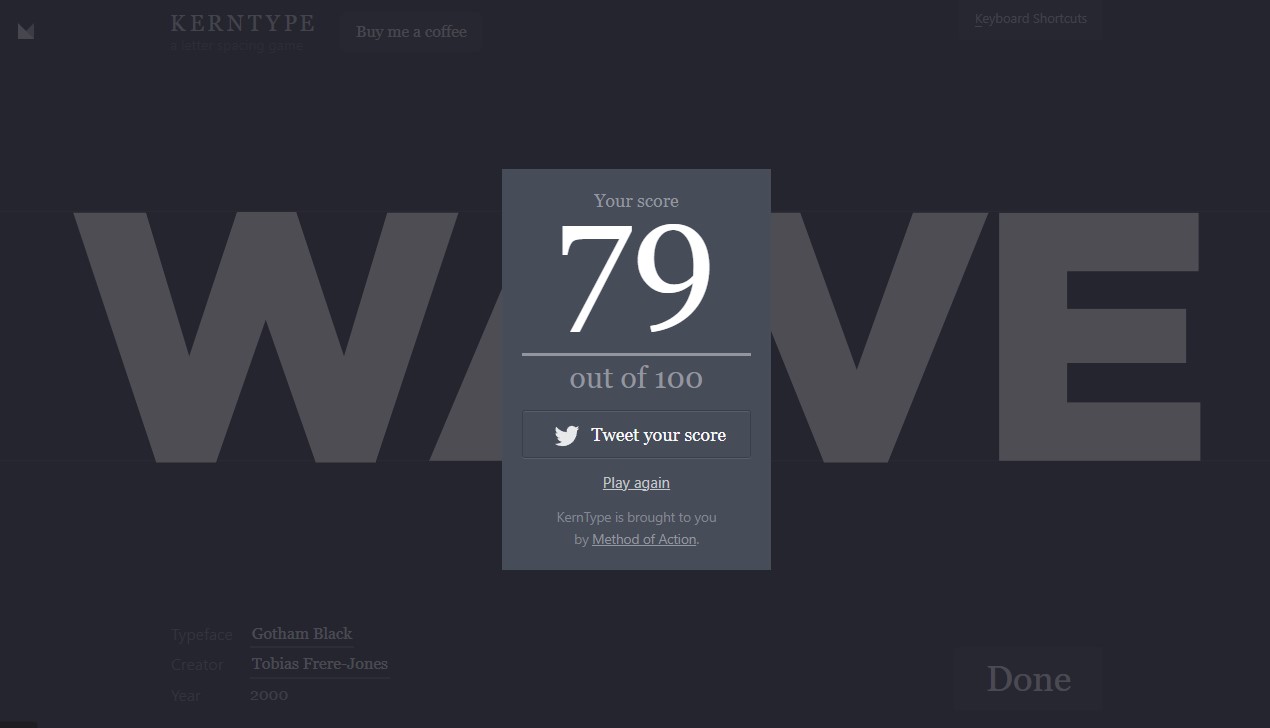 KERNTYPE
a letter spacing game
Buy me a coffee
Keyboard Shortcuts
Your score
79
out of 100
Tweet your score
Play again
KernType is brought to you
by Method of Action.
WAVE
Typeface Gotham Black
Creator Tobias Frere-Jones
Year 2000
Done